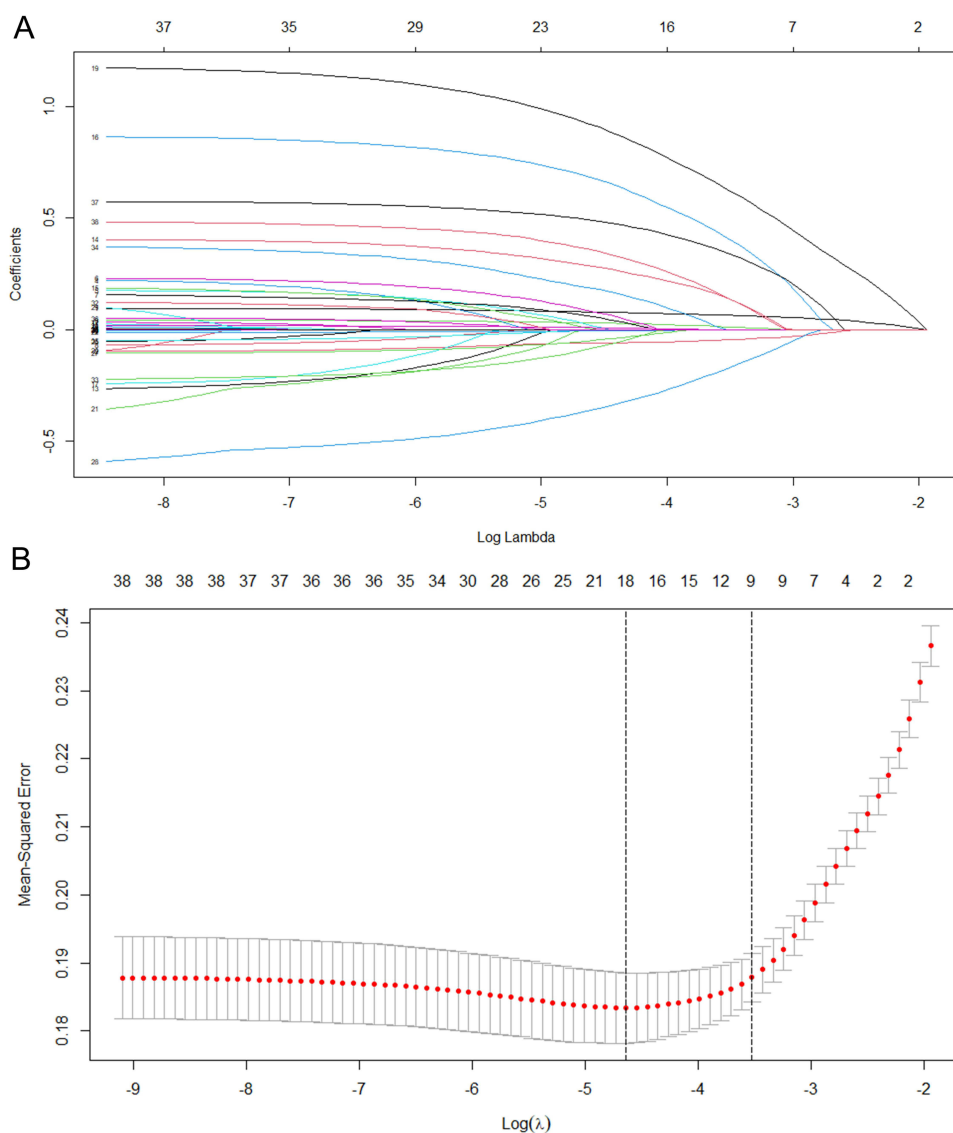 A
37 35 29 23 16 7 2
19
16
37
38
14
34
21
13
26
1.0
0.5
0.0
-0.5
Coefficients
-8 -7 -6 -5 -4 -3 -2
Log Lambda
B
38 38 38 38 37 37 36 36 36 35 34 30 28 26 25 21 18 16 15 12 9 9 7 4 2 2
0.24
0.23
0.22
0.21
0.20
0.19
0.18
Mean-Squared Error
-9 -8 -7 -6 -5 -4 -3 -2
Log(λ)